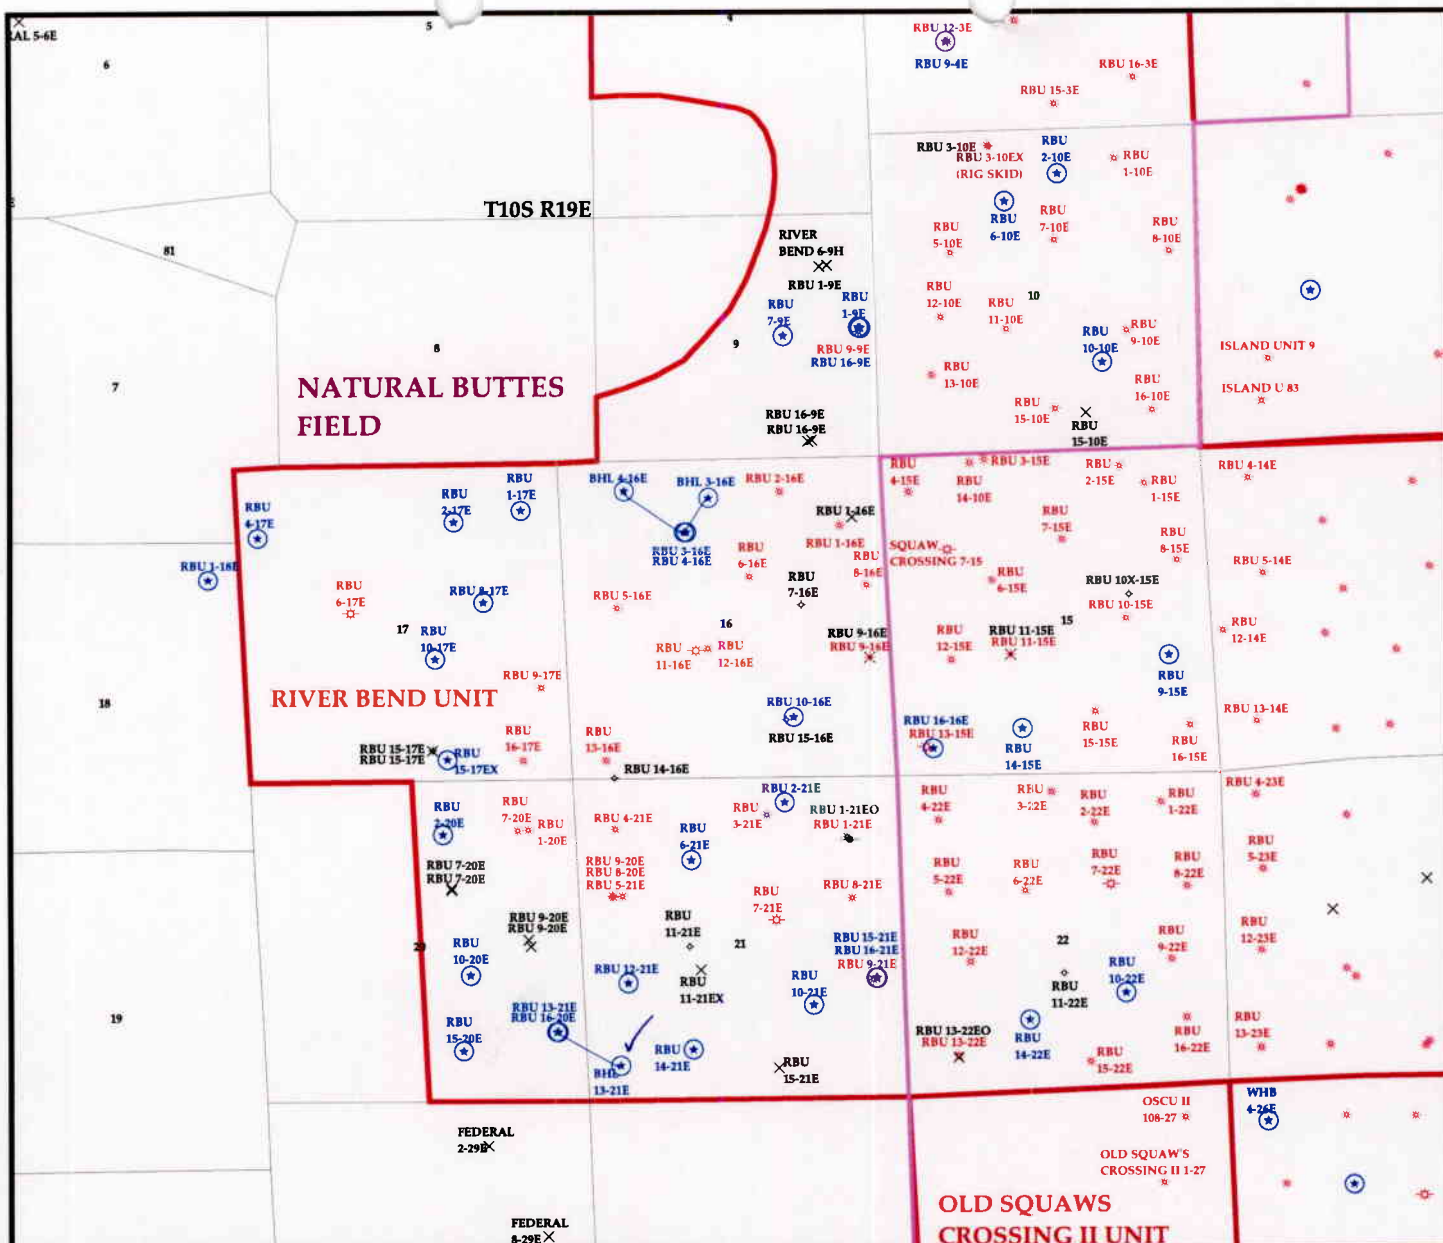 RAL 5-6E
5
4
6
RBU 12-3E
RBU 9-4E
RBU 16-3E
RBU 15-3E
RBU 3-10E
RBU 3-10EX
(RIG SKID)
RBU
2-10E
RBU
1-10E
T10S R19E
RBU
6-10E
RBU
7-10E
RBU
5-10E
RBU
8-10E
81
RIVER
BEND 6-9H
RBU 1-9E
RBU
7-9E
RBU
1-9E
RBU 9-9E
RBU 16-9E
9
RBU
12-10E
RBU
11-10E
10
RBU
10-10E
RBU
9-10E
ISLAND UNIT 9
ISLAND U 83
8
7
NATURAL BUTTES
FIELD
RBU
13-10E
RBU
15-10E
RBU
16-10E
RBU
15-10E
RBU 16-9E
RBU 16-9E
RBU
4-17E
RBU
2-17E
RBU
1-17E
BHL 4-16E
BHL 3-16E
RBU 2-16E
RBU 1-16E
RBU 1-16E
RBU
4-15E
RBU 3-15E
RBU
14-10E
RBU
2-15E
RBU
1-15E
RBU 4-14E
RBU 3-16E
RBU 4-16E
RBU
6-16E
RBU
8-16E
RBU
7-16E
SQUAW
CROSSING 7-15
RBU
7-15E
RBU
8-15E
RBU
6-15E
RBU 10X-15E
RBU 10-15E
RBU 5-14E
RBU 1-18E
RBU
6-17E
RBU 8-17E
17
RBU
10-17E
RBU 5-16E
16
RBU
11-16E
RBU
12-16E
RBU 9-16E
RBU 9-16E
RBU
12-15E
RBU 11-15E
RBU 11-15E
15
RBU
12-14E
RBU
9-15E
RBU 9-17E
18
RIVER BEND UNIT
RBU 10-16E
RBU 15-16E
RBU 16-16E
RBU 13-15E
RBU
14-15E
RBU
15-15E
RBU
16-15E
RBU 13-14E
RBU 15-17E
RBU 15-17E
RBU
15-17EX
RBU
16-17E
RBU
13-16E
RBU 14-16E
RBU
2-20E
RBU
7-20E
RBU
1-20E
RBU 4-21E
RBU 2-21E
RBU
3-21E
RBU 1-21EO
RBU 1-21E
RBU
6-21E
RBU
4-22E
RBU
3-22E
RBU
2-22E
RBU
1-22E
RBU 4-23E
RBU 7-20E
RBU 7-20E
RBU 9-20E
RBU 8-20E
RBU 5-21E
RBU
7-21E
RBU 8-21E
RBU
5-22E
RBU
6-22E
RBU
7-22E
RBU
8-22E
RBU
5-23E
RBU 9-20E
RBU 9-20E
RBU
11-21E
21
RBU 15-21E
RBU 16-21E
RBU 9-21E
RBU
12-22E
22
RBU
9-22E
RBU
12-23E
20
RBU
10-20E
RBU 12-21E
RBU
11-21EX
RBU
10-21E
RBU
11-22E
RBU
10-22E
19
RBU
15-20E
RBU 13-21E
RBU 16-20E
BHL
13-21E
RBU
14-21E
RBU
15-21E
RBU 13-22EO
RBU 13-22E
RBU
14-22E
RBU
15-22E
RBU
16-22E
RBU
13-23E
FEDERAL
2-29E
OSCU II
108-27
WHB
4-26E
OLD SQUAW'S
CROSSING II 1-27
FEDERAL
8-29E
OLD SQUAWS
CROSSING II UNIT